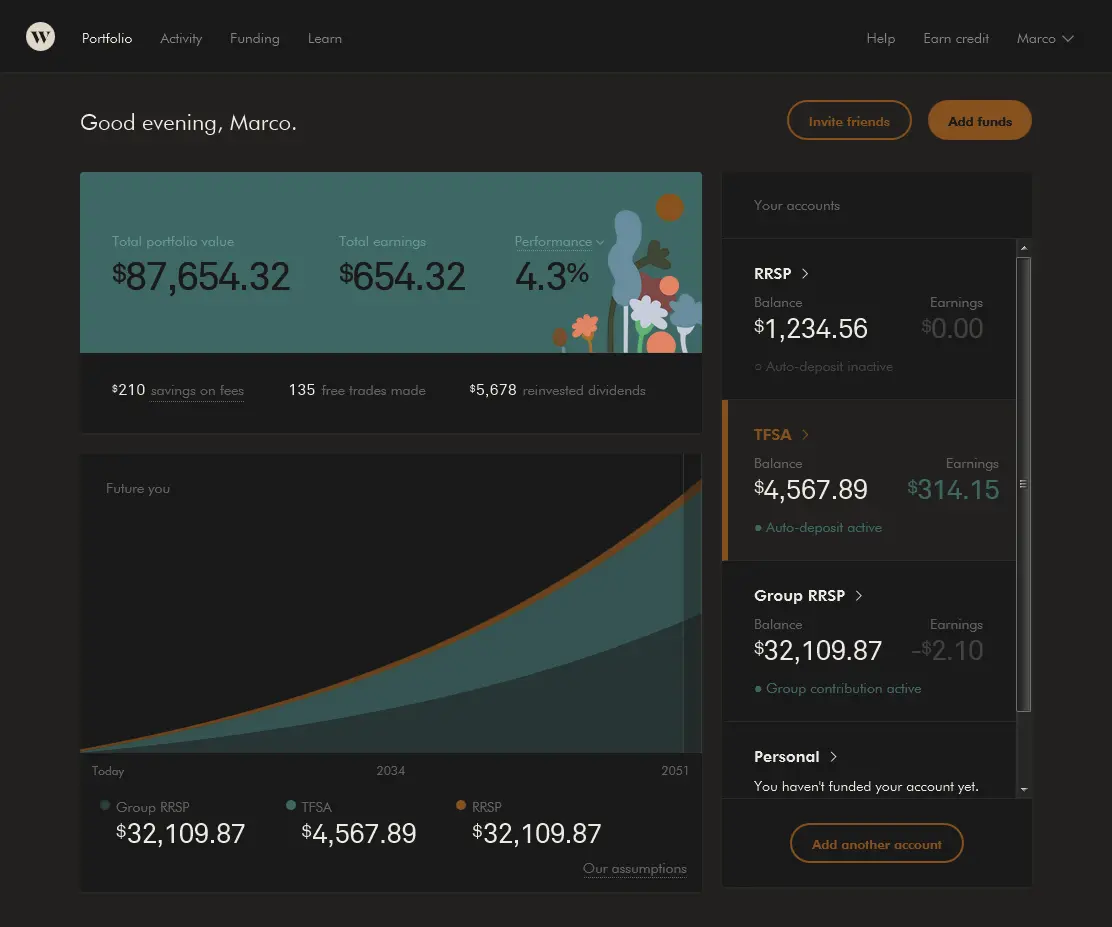 W Portfolio Activity Funding Learn Help Earn credit Marco
Good evening, Marco.
Invite friends
Add funds
Total portfolio value Total earnings Performance
$87,654.32 $654.32 4.3%
$210 savings on fees 135 free trades made $5,678 reinvested dividends
Future you
Today 2034 2051
Group RRSP TFSA RRSP
$32,109.87 $4,567.89 $32,109.87
Our assumptions
Your accounts
RRSP
Balance Earnings
$1,234.56 $0.00
Auto-deposit inactive
TFSA
Balance Earnings
$4,567.89 $314.15
Auto-deposit active
Group RRSP
Balance Earnings
$32,109.87 -$2.10
Group contribution active
Personal
You haven't funded your account yet.
Add another account